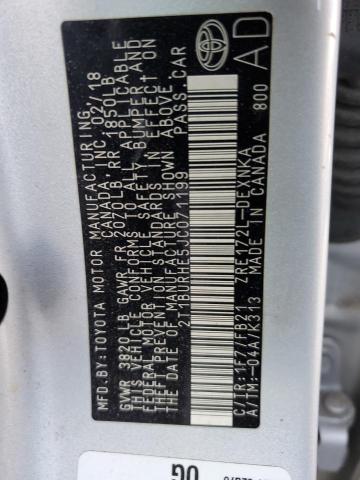 MFD.BY:TOYOTA MOTOR MANUFACTURING
CANADA,INC. 02/18
GVWR 3820 LB GAWR FR 2070LB,RR 1850LB
THIS VEHICLE CONFORMS TO ALL APPLICABLE
FEDERAL MOTOR VEHICLE SAFETY, BUMPER,AND
THEFT PREVENTION STANDARDS IN EFFECT ON
THE DATE OF MANUFACTURE SHOWN ABOVE.
2T1BURHE5JC071199 PASS.CAR
C/TR:1F7/FB21 ZRE172L-DEXNKA
A/TM:-04A/K313 MADE IN CANADA
800
AD
OG